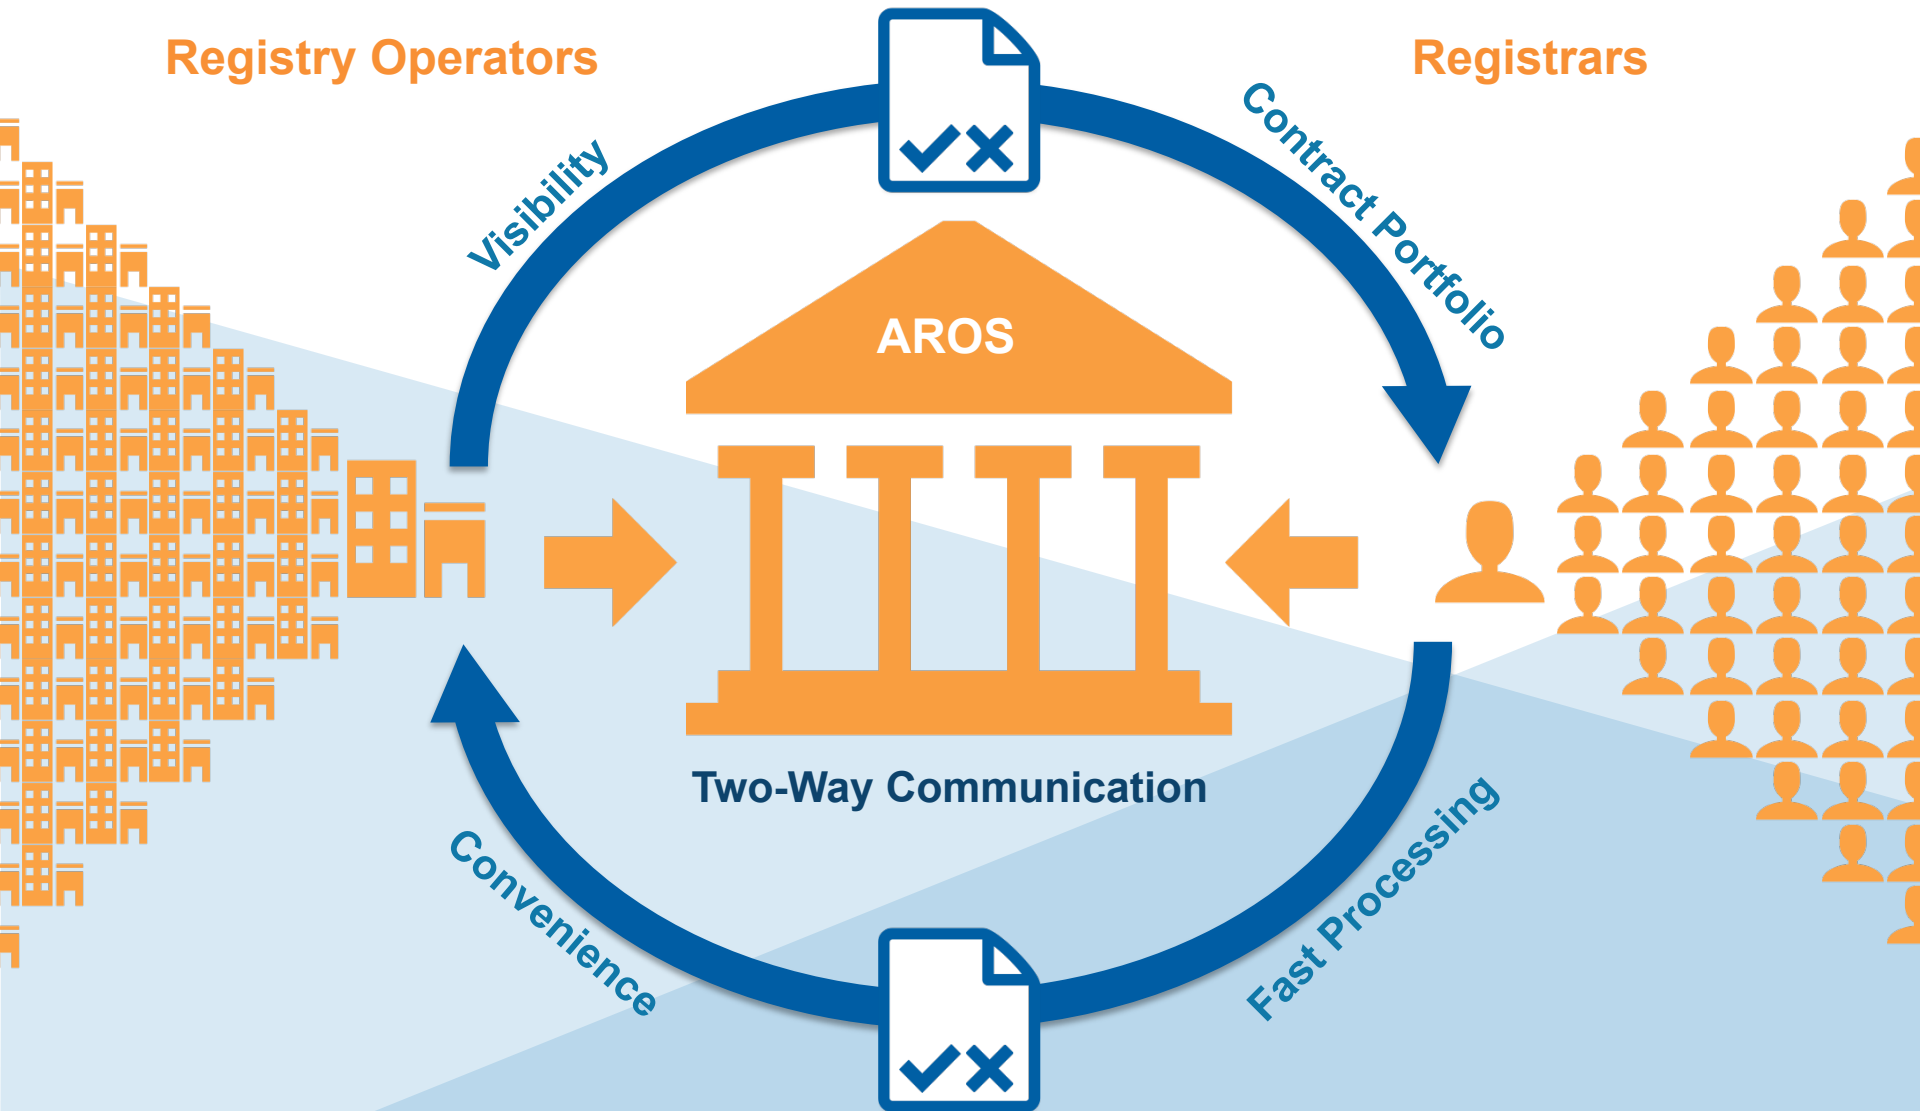 Registry Operators
Registrars
Visibility
Contract Portfolio
AROS
Two-Way Communication
Convenience
Fast Processing